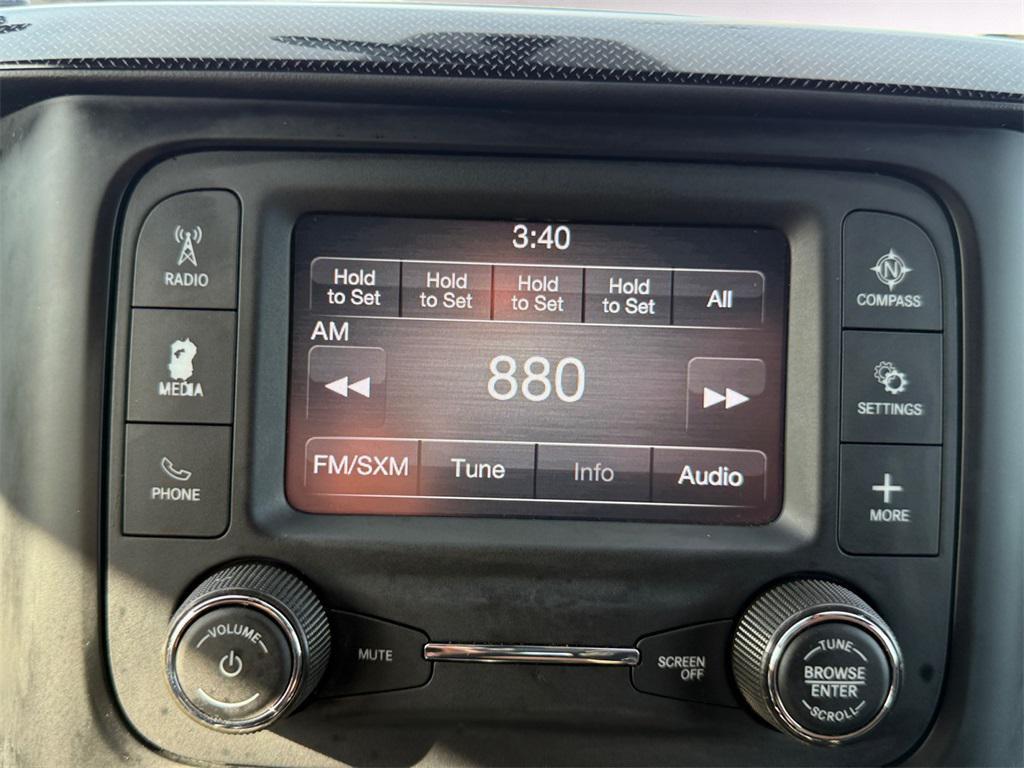 3:40
RADIO
Hold
to Set
Hold
to Set
Hold
to Set
Hold
to Set
All
COMPASS
AM
MEDIA
880
SETTINGS
FM/SXM
Tune
Info
Audio
PHONE
MORE
VOLUME
MUTE
SCREEN
OFF
TUNE
BROWSE
ENTER
SCROLL
N